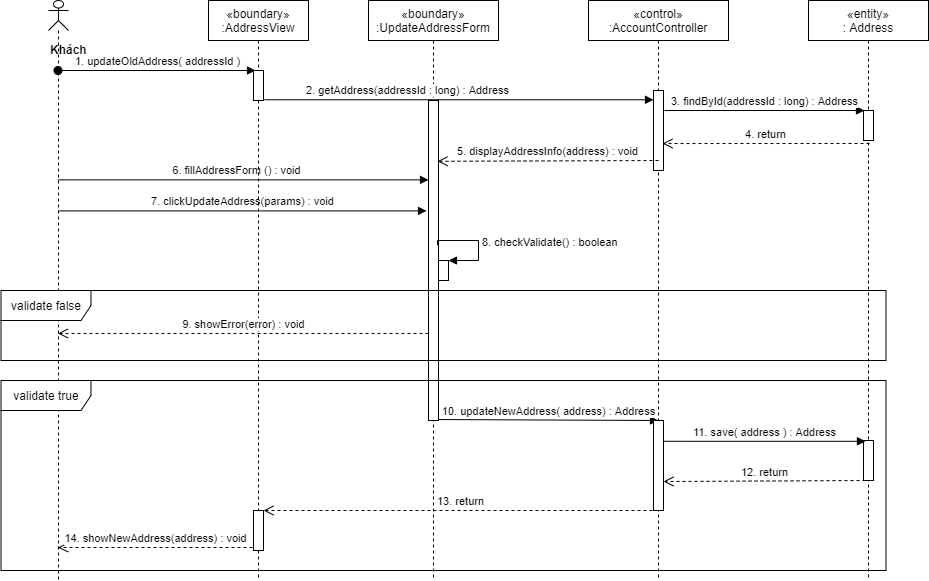 «boundary»
:AddressView
«boundary»
:UpdateAddressForm
«control»
:AccountController
«entity»
: Address
Khách
1. updateOldAddress( addressId )
2. getAddress(addressId : long) : Address
3. findById(addressId : long) : Address
4. return
5. displayAddressInfo(address) : void
6. fillAddressForm () : void
7. clickUpdateAddress(params) : void
8. checkValidate() : boolean
validate false
9. showError(error) : void
validate true
10. updateNewAddress( address) : Address
11. save( address ) : Address
12. return
13. return
14. showNewAddress(address) : void